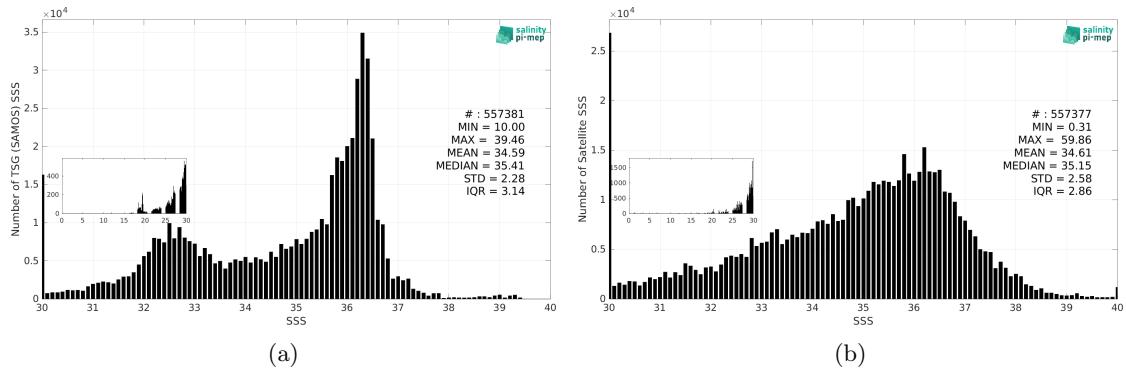 ×10⁴
3.5
3
2.5
2
1.5
1
0.5
0
Number of TSG (SAMOS) SSS
salinity
pi-mep
# : 557381
MIN = 10.00
MAX = 39.46
MEAN = 34.59
MEDIAN = 35.41
STD = 2.28
IQR = 3.14
400
200
0
0 5 10 15 20 25 30
30 31 32 33 34 35 36 37 38 39 40
SSS
(a)
×10⁴
2.5
2
1.5
1
0.5
0
Number of Satellite SSS
salinity
pi-mep
# : 557377
MIN = 0.31
MAX = 59.86
MEAN = 34.61
MEDIAN = 35.15
STD = 2.58
IQR = 2.86
1500
1000
500
0
0 5 10 15 20 25 30
30 31 32 33 34 35 36 37 38 39 40
SSS
(b)